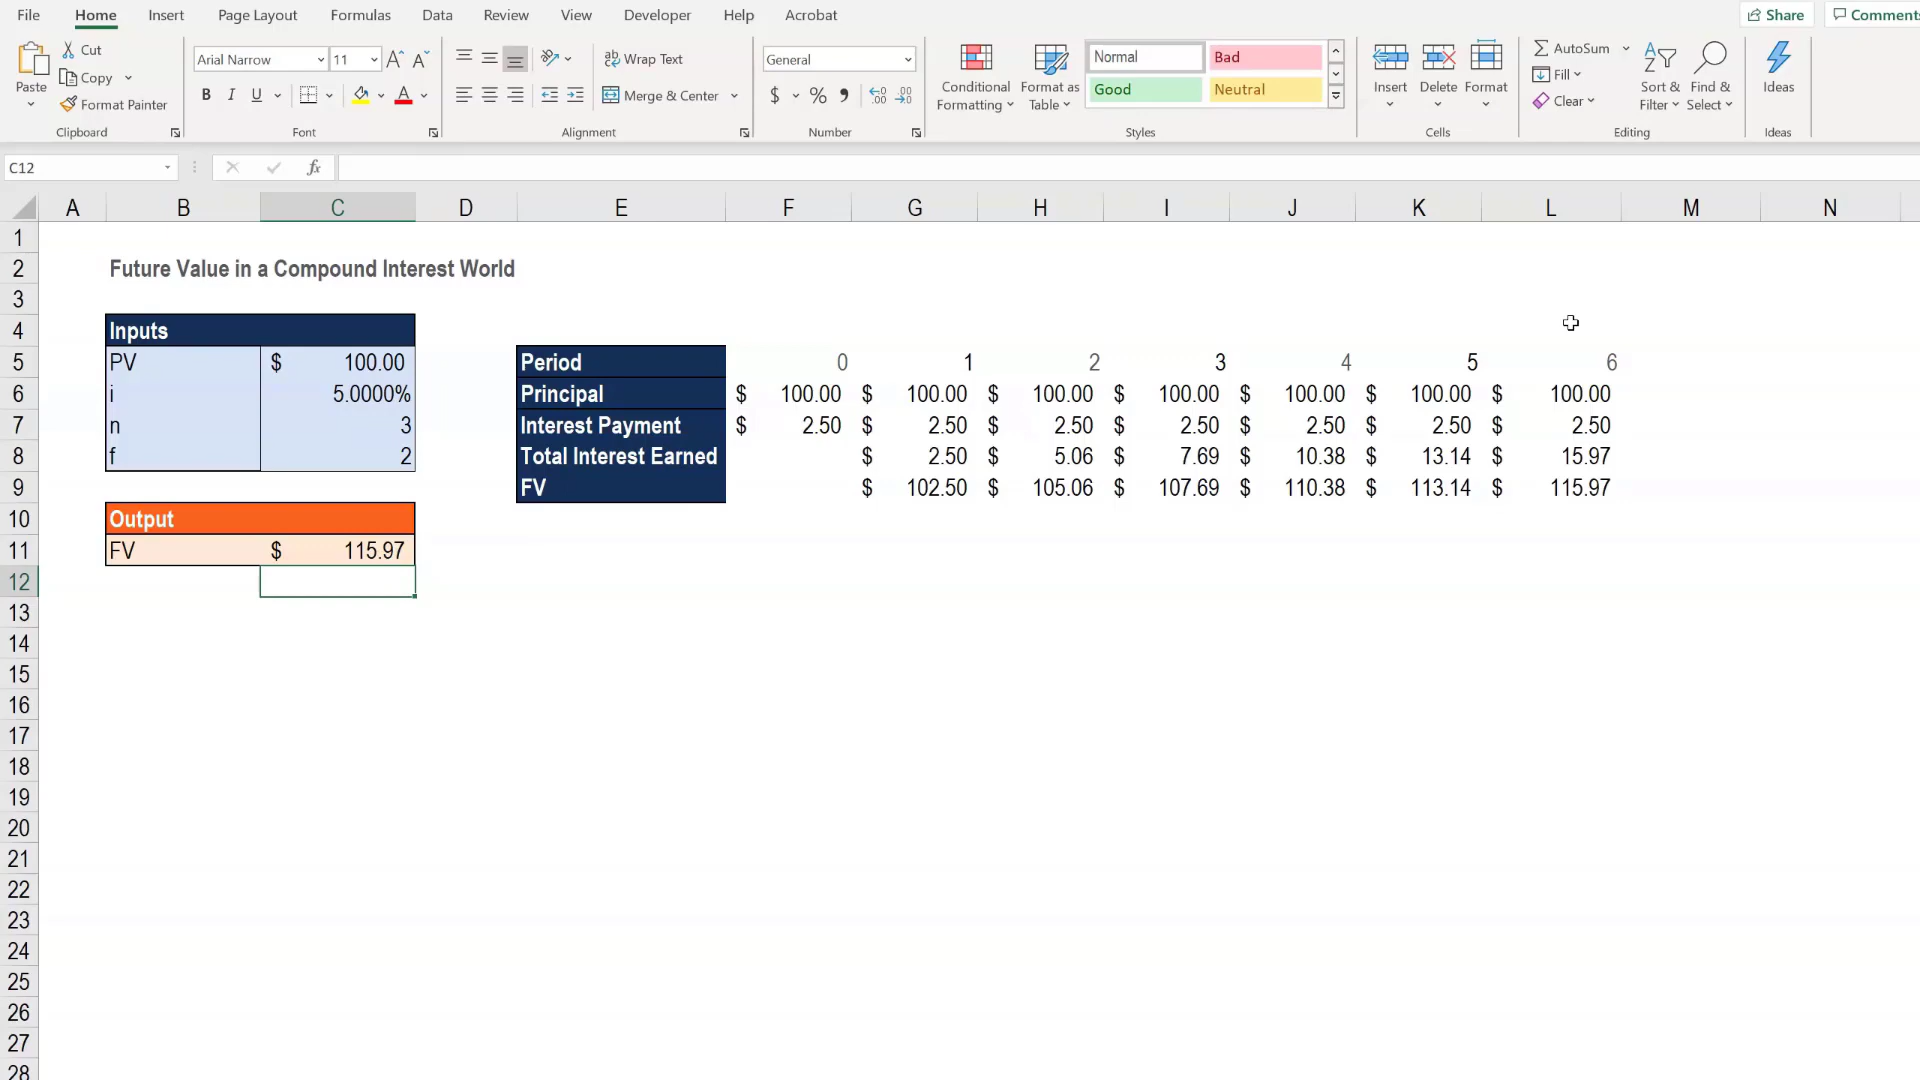 File Home Insert Page Layout Formulas Data Review View Developer Help Acrobat Share Comments
Paste Cut Copy Format Painter Clipboard
Arial Narrow 11 A A B I U A Font
ab Wrap Text Merge & Center Alignment
General $ % , Number
Conditional Formatting Format as Table Normal Bad Good Neutral Styles
Insert Delete Format Cells
AutoSum Fill Clear Sort & Filter Find & Select Editing
Ideas Ideas
C12 fx
A B C D E F G H I J K L M N
1
2 Future Value in a Compound Interest World
3
4 Inputs
5 PV $ 100.00 Period 0 1 2 3 4 5 6
6 i 5.0000% Principal $ 100.00 $ 100.00 $ 100.00 $ 100.00 $ 100.00 $ 100.00 $ 100.00
7 n 3 Interest Payment $ 2.50 $ 2.50 $ 2.50 $ 2.50 $ 2.50 $ 2.50 $ 2.50
8 f 2 Total Interest Earned $ 2.50 $ 5.06 $ 7.69 $ 10.38 $ 13.14 $ 15.97
9 FV $ 102.50 $ 105.06 $ 107.69 $ 110.38 $ 113.14 $ 115.97
10 Output
11 FV $ 115.97
12
13
14
15
16
17
18
19
20
21
22
23
24
25
26
27
28